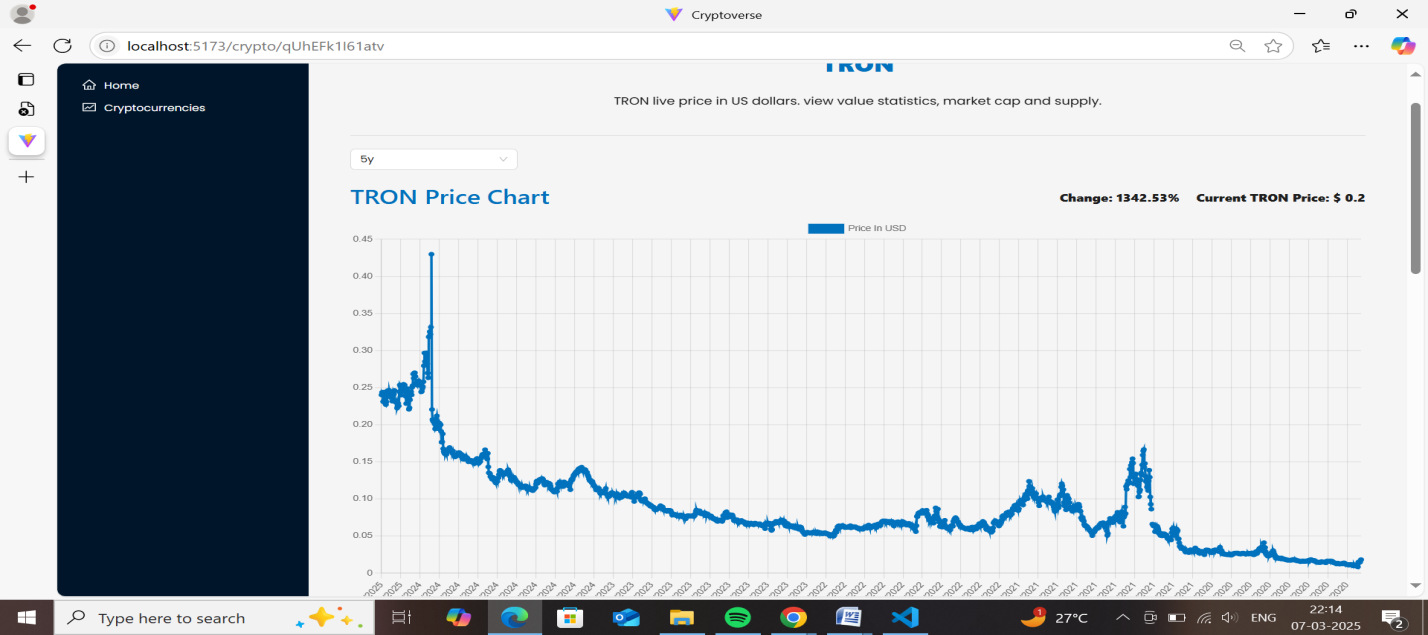 Cryptoverse
localhost:5173/crypto/qUhEFk1I61atv
Home
Cryptocurrencies
TRON
TRON live price in US dollars. view value statistics, market cap and supply.
5y
TRON Price Chart
Change: 1342.53% Current TRON Price: $ 0.2
Price In USD
0.45
0.40
0.35
0.30
0.25
0.20
0.15
0.10
0.05
0
Type here to search
1
27°C
ENG
22:14
07-03-2025
2